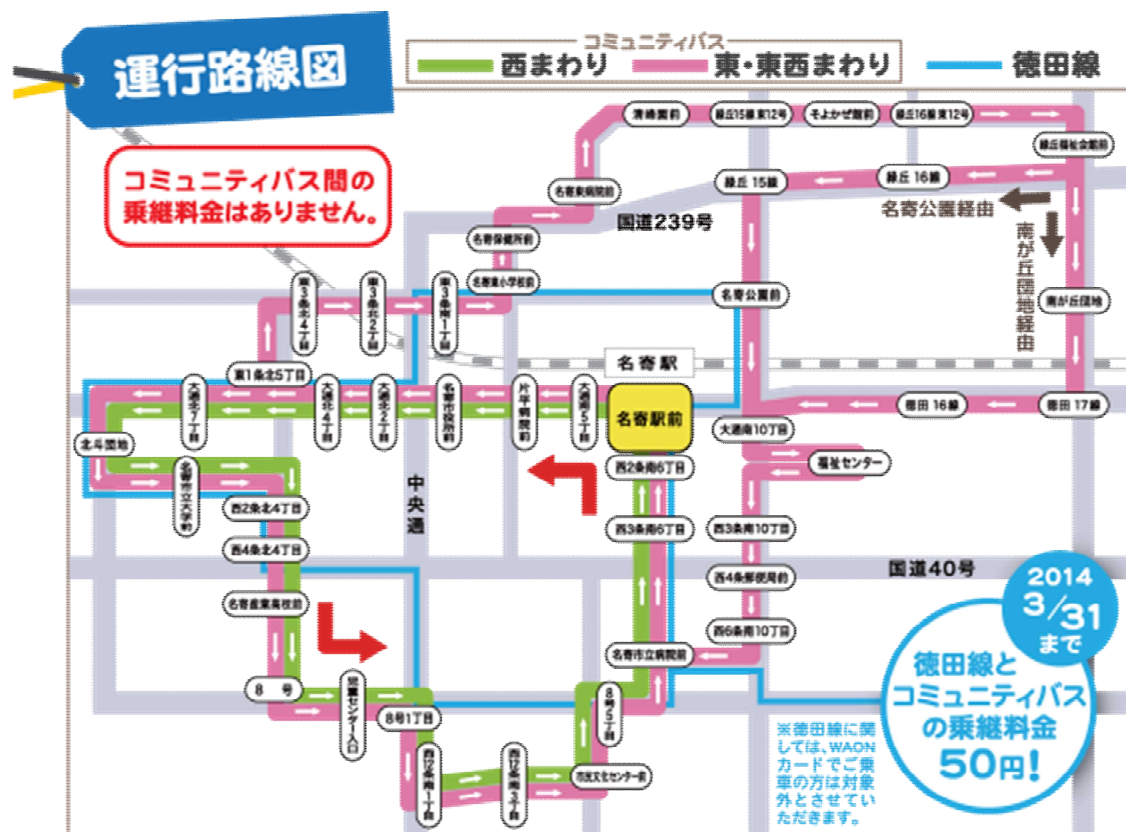 運行路線図
コミュニティバス
西まわり
東・東西まわり
徳田線
コミュニティバス間の
乗継料金はありません。
清峰園前
緑丘15線東12号
そよかぜ館前
緑丘16線東12号
緑丘福祉会館前
名寄東病院前
緑丘 15線
緑丘 16線
名寄公園経由
国道239号
南が丘団地経由
名寄保健所前
名寄東小学校前
名寄公園前
南が丘団地
東3条北4丁目
東3条北2丁目
東3条南1丁目
名寄駅
東1条北5丁目
大通北7丁目
大通北4丁目
大通北2丁目
名寄市役所前
片平病院前
大通南5丁目
名寄駅前
徳田 16線
徳田 17線
大通南10丁目
北斗団地
福祉センター
名寄市立大学前
西2条南6丁目
中央通
西2条北4丁目
西3条南6丁目
西3条南10丁目
西4条北4丁目
国道40号
西4条郵便局前
名寄産業高校前
西6条南10丁目
名寄市立病院前
8 号
児童センター入口
8号1丁目
8号5丁目
西12条南1丁目
西12条南3丁目
市民文化センター前
2014
3/31
まで
徳田線と
コミュニティバス
の乗継料金
50円!
※徳田線に関
しては、WAON
カードでご乗
車の方は対象
外とさせてい
ただきます。